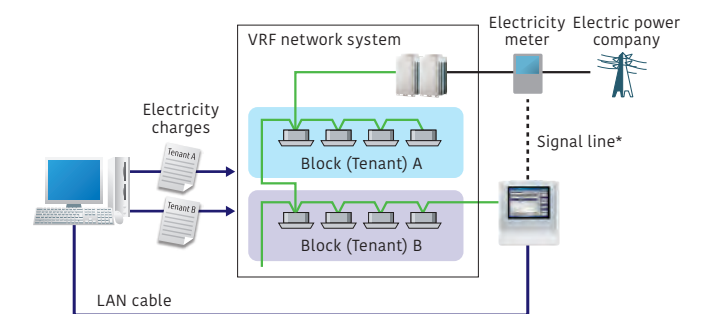 Electricity
meter
Electric power
company
VRF network system
Electricity
charges
Tenant A
Block (Tenant) A
Signal line*
Tenant B
Block (Tenant) B
LAN cable